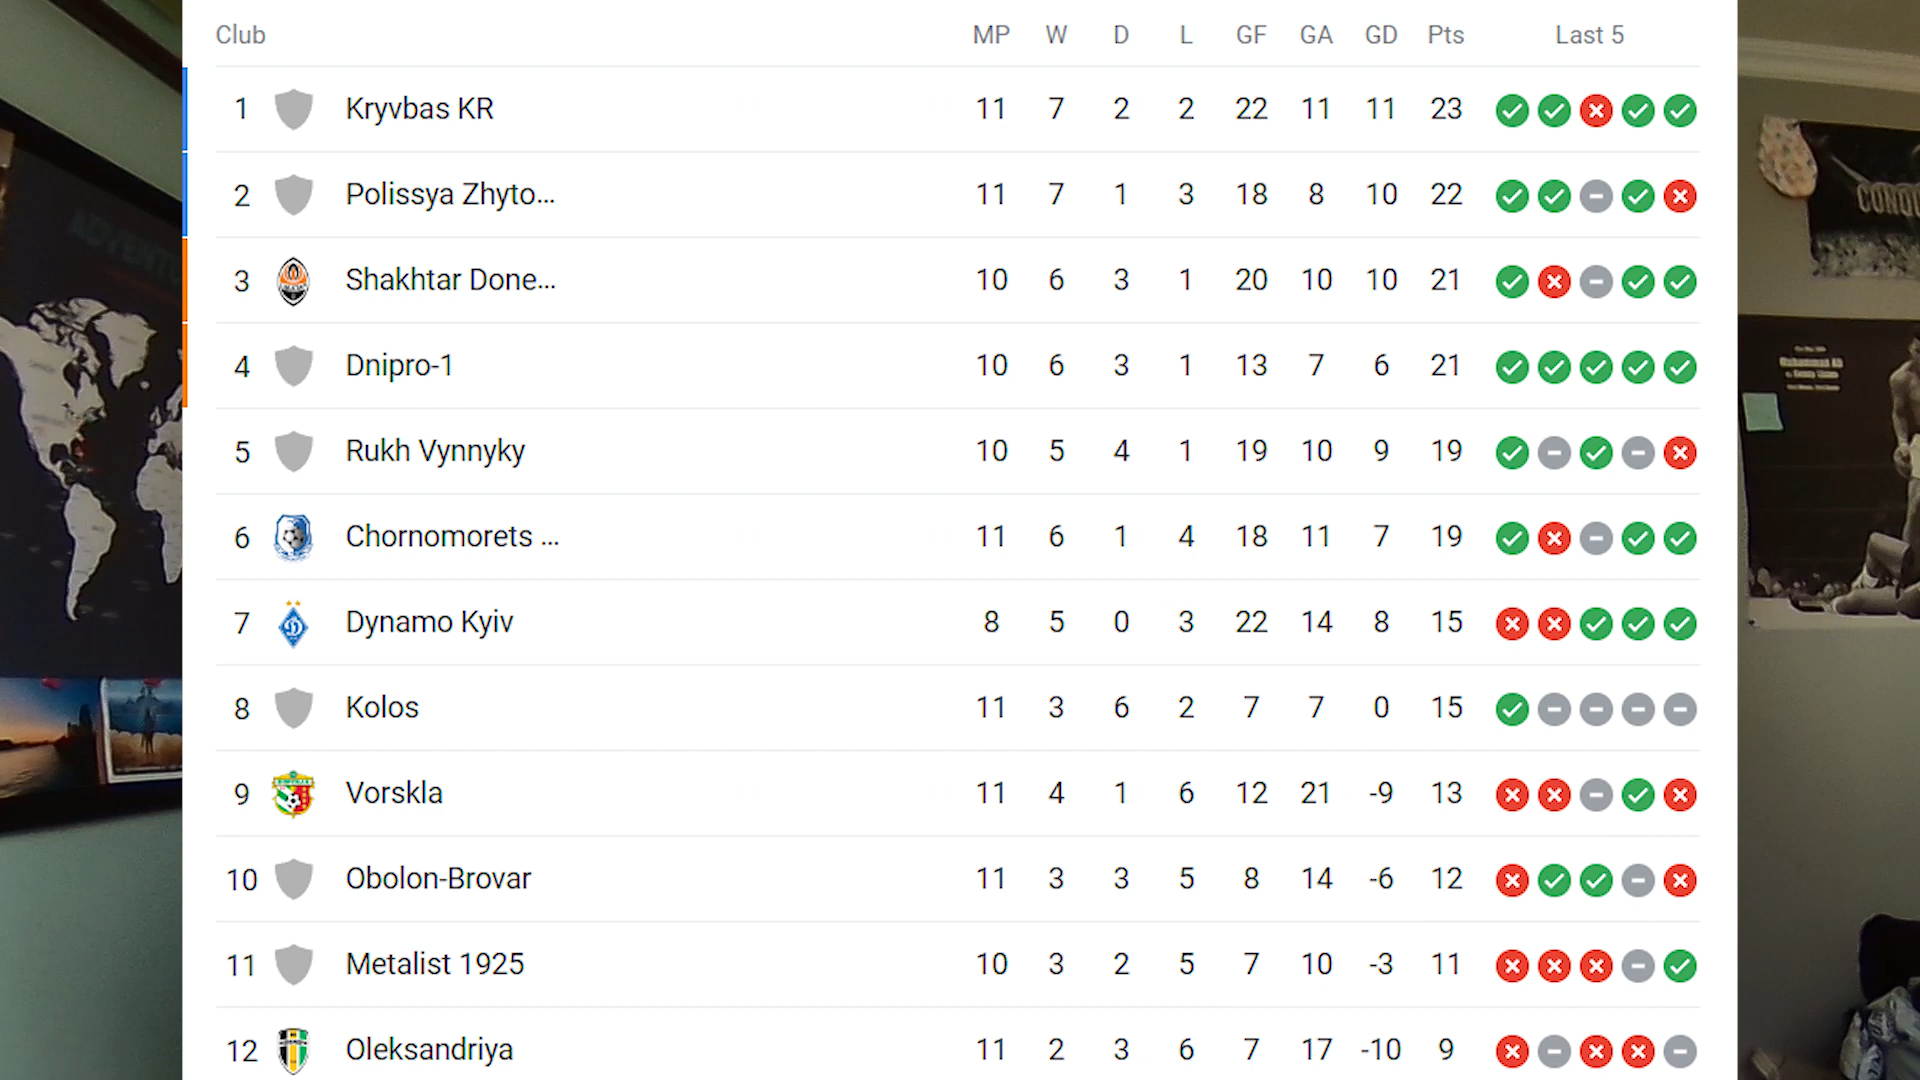 Club MP W D L GF GA GD Pts Last 5
1 Kryvbas KR 11 7 2 2 22 11 11 23
2 Polissya Zhyto... 11 7 1 3 18 8 10 22
3 Shakhtar Done... 10 6 3 1 20 10 10 21
4 Dnipro-1 10 6 3 1 13 7 6 21
5 Rukh Vynnyky 10 5 4 1 19 10 9 19
6 Chornomorets ... 11 6 1 4 18 11 7 19
7 Dynamo Kyiv 8 5 0 3 22 14 8 15
8 Kolos 11 3 6 2 7 7 0 15
9 Vorskla 11 4 1 6 12 21 -9 13
10 Obolon-Brovar 11 3 3 5 8 14 -6 12
11 Metalist 1925 10 3 2 5 7 10 -3 11
12 Oleksandriya 11 2 3 6 7 17 -10 9